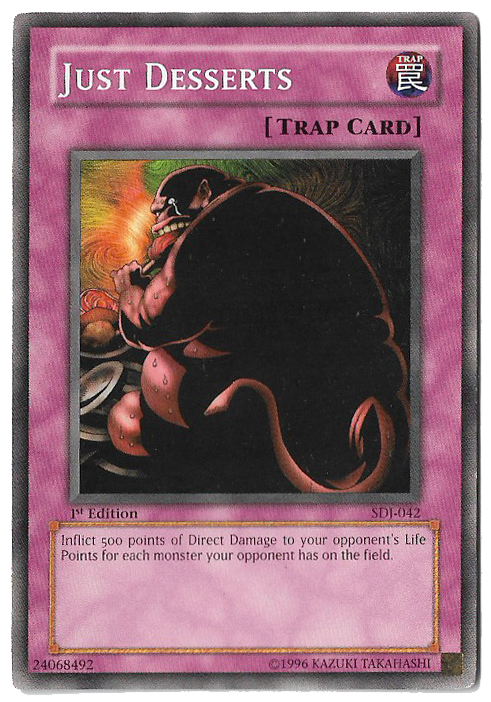 JUST DESSERTS
TRAP
罠
[TRAP CARD]
1st Edition
SDJ-042
Inflict 500 points of Direct Damage to your opponent's Life
Points for each monster your opponent has on the field.
24068492
©1996 KAZUKI TAKAHASHI